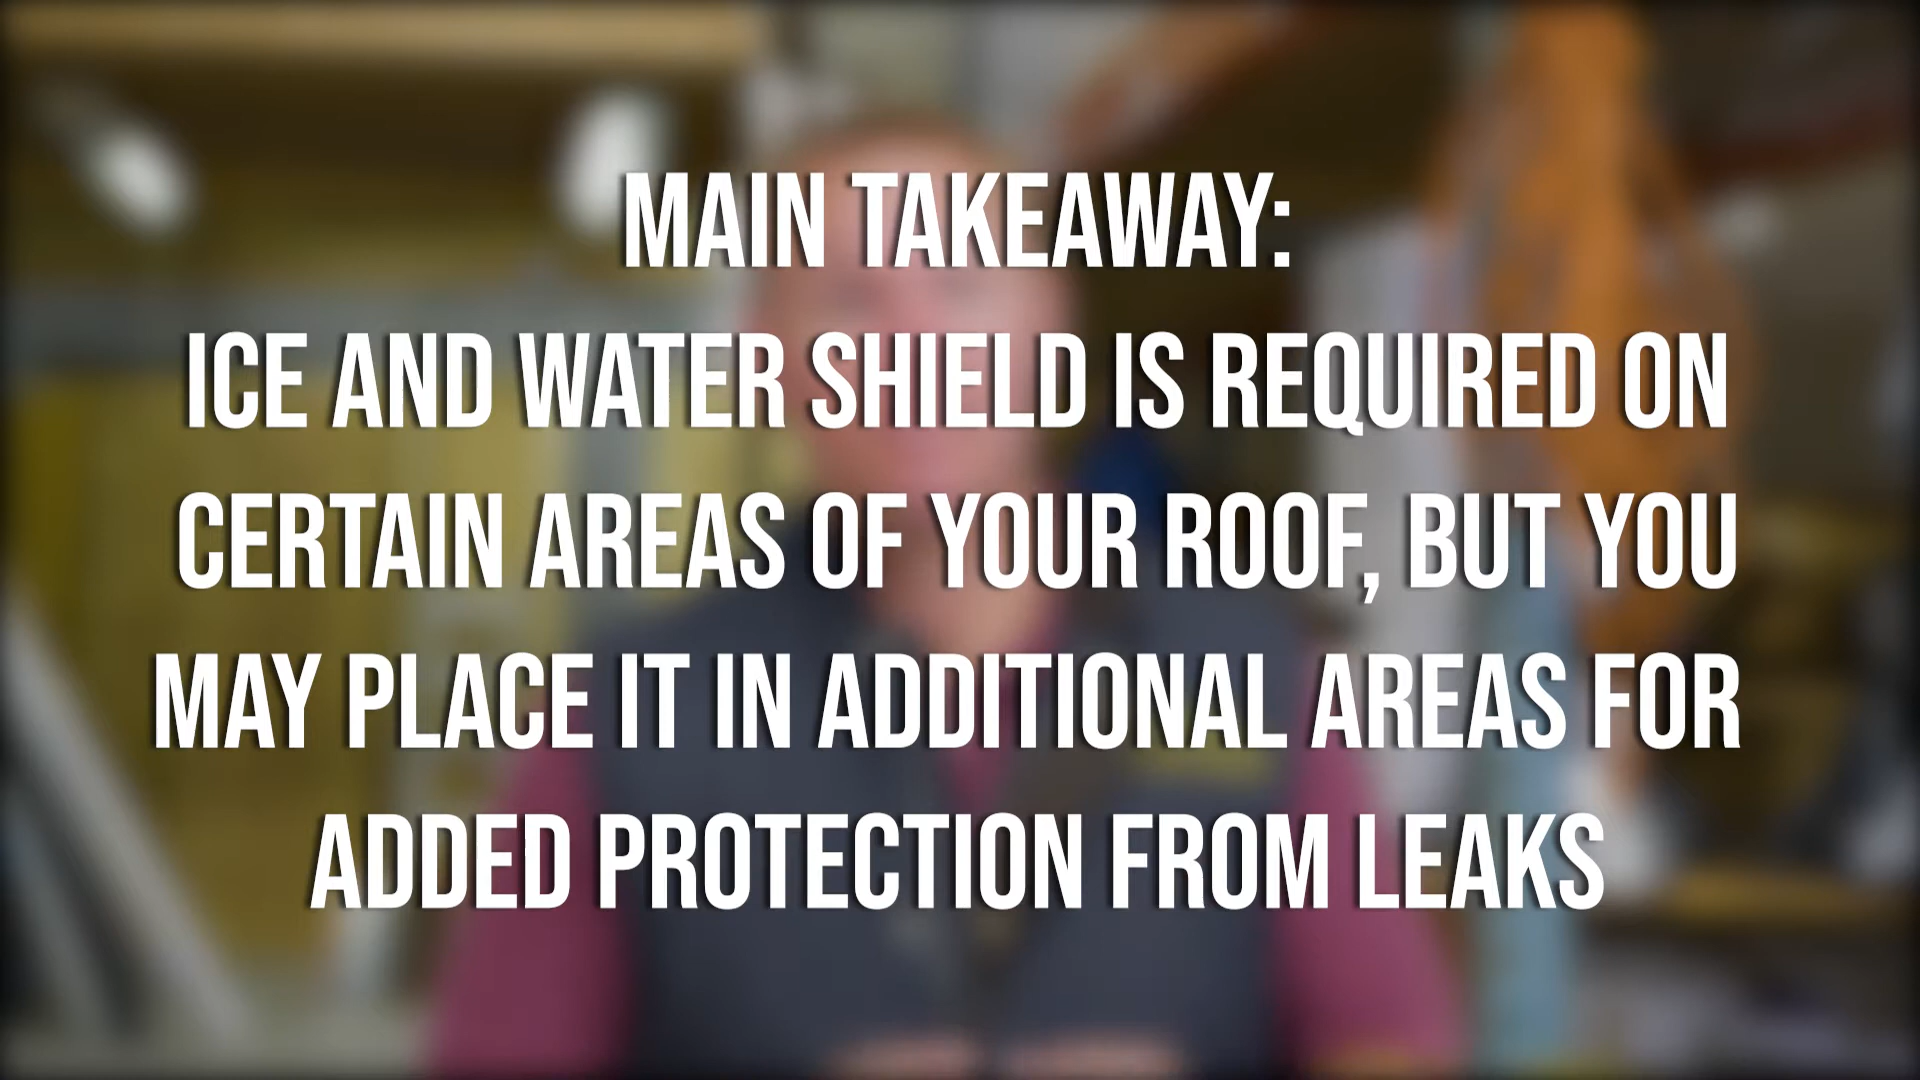 MAIN TAKEAWAY:
ICE AND WATER SHIELD IS REQUIRED ON
CERTAIN AREAS OF YOUR ROOF, BUT YOU
MAY PLACE IT IN ADDITIONAL AREAS FOR
ADDED PROTECTION FROM LEAKS